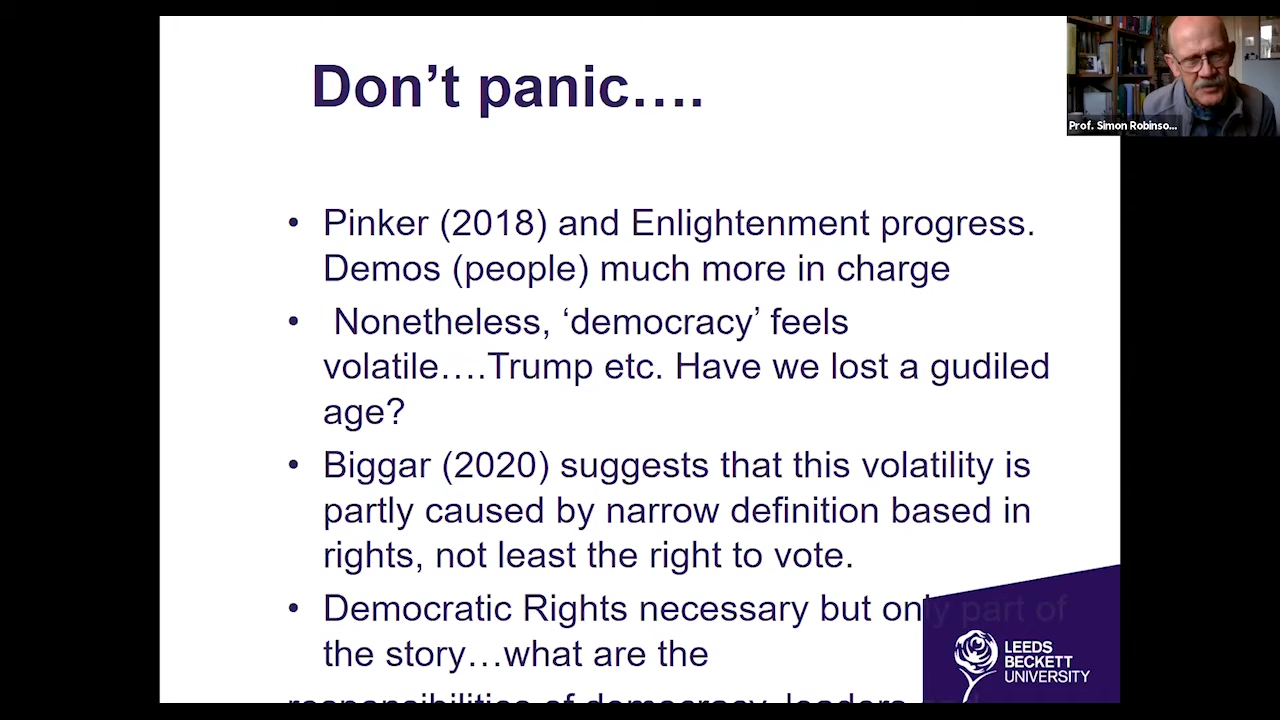 Don’t panic….
Prof. Simon Robinso...
• Pinker (2018) and Enlightenment progress.
Demos (people) much more in charge
• Nonetheless, ‘democracy’ feels
volatile….Trump etc. Have we lost a gudiled
age?
• Biggar (2020) suggests that this volatility is
partly caused by narrow definition based in
rights, not least the right to vote.
• Democratic Rights necessary but only part of
the story…what are the
responsibilities of democracy, leaders and
LEEDS
BECKETT
UNIVERSITY